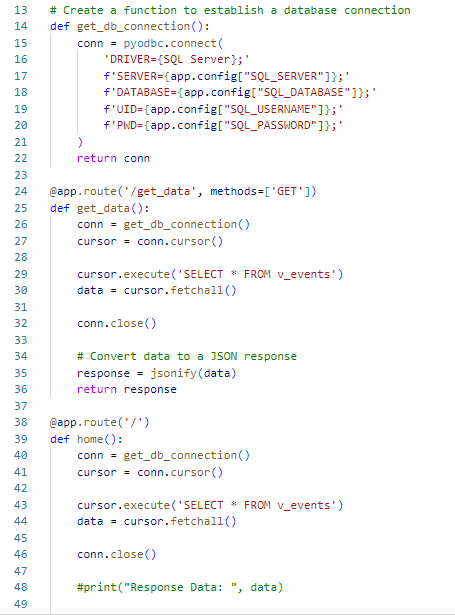 13 # Create a function to establish a database connection
14 def get_db_connection():
15     conn = pyodbc.connect(
16         'DRIVER={SQL Server};'
17         f'SERVER={app.config["SQL_SERVER"]};'
18         f'DATABASE={app.config["SQL_DATABASE"]};'
19         f'UID={app.config["SQL_USERNAME"]};'
20         f'PWD={app.config["SQL_PASSWORD"]};'
21     )
22     return conn
23
24 @app.route('/get_data', methods=['GET'])
25 def get_data():
26     conn = get_db_connection()
27     cursor = conn.cursor()
28
29     cursor.execute('SELECT * FROM v_events')
30     data = cursor.fetchall()
31
32     conn.close()
33
34     # Convert data to a JSON response
35     response = jsonify(data)
36     return response
37
38 @app.route('/')
39 def home():
40     conn = get_db_connection()
41     cursor = conn.cursor()
42
43     cursor.execute('SELECT * FROM v_events')
44     data = cursor.fetchall()
45
46     conn.close()
47
48     #print("Response Data: ", data)
49